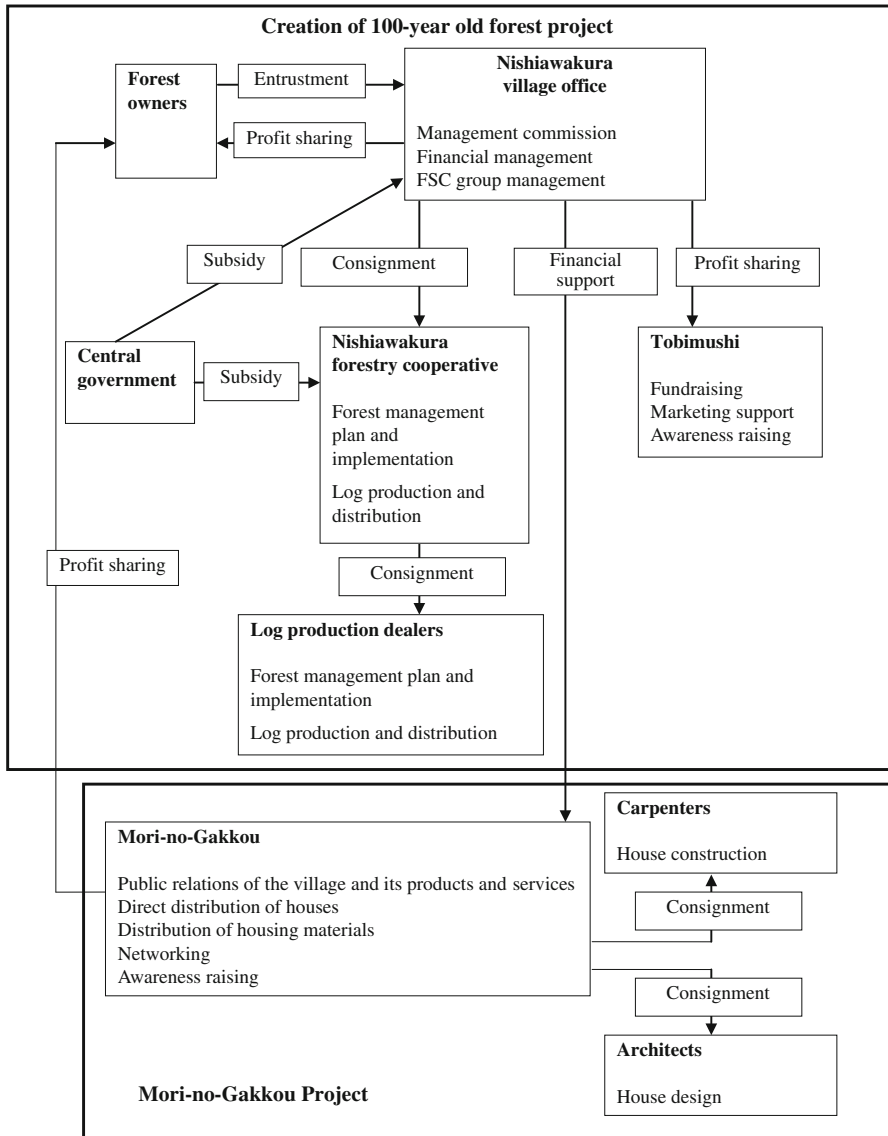 Creation of 100-year old forest project
Forest
owners
Entrustment
Profit sharing
Nishiawakura
village office
Management commission
Financial management
FSC group management
Subsidy
Consignment
Financial
support
Profit sharing
Central
government
Subsidy
Nishiawakura
forestry cooperative
Forest management
plan and
implementation
Log production and
distribution
Tobimushi
Fundraising
Marketing support
Awareness raising
Profit sharing
Consignment
Log production dealers
Forest management plan and
implementation
Log production and distribution
Mori-no-Gakkou
Public relations of the village and its products and services
Direct distribution of houses
Distribution of housing materials
Networking
Awareness raising
Carpenters
House construction
Consignment
Consignment
Architects
House design
Mori-no-Gakkou Project